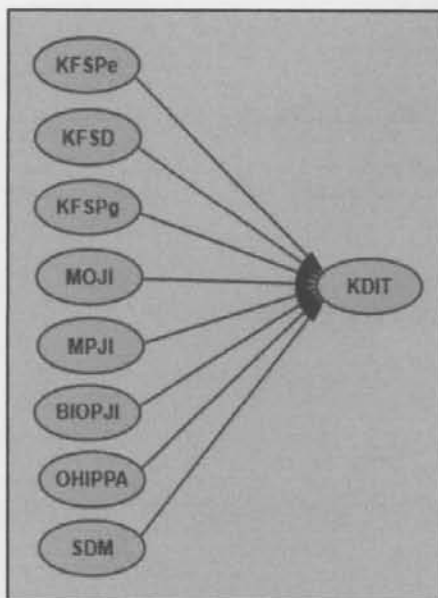 KFSPe
KFSD
KFSPg
MOJI
KDIT
MPJI
BIOPJI
OHIPPA
SDM